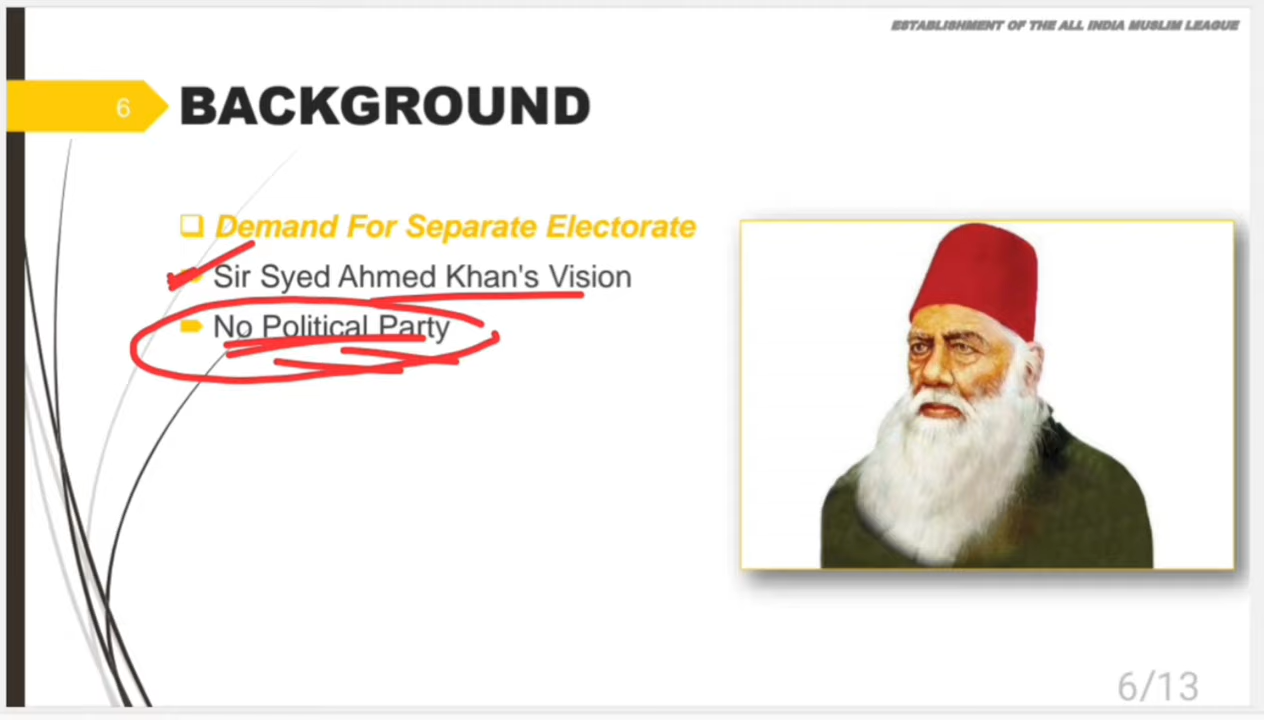 ESTABLISHMENT OF THE ALL INDIA MUSLIM LEAGUE
6
BACKGROUND
Demand For Separate Electorate
Sir Syed Ahmed Khan's Vision
No Political Party
6/13